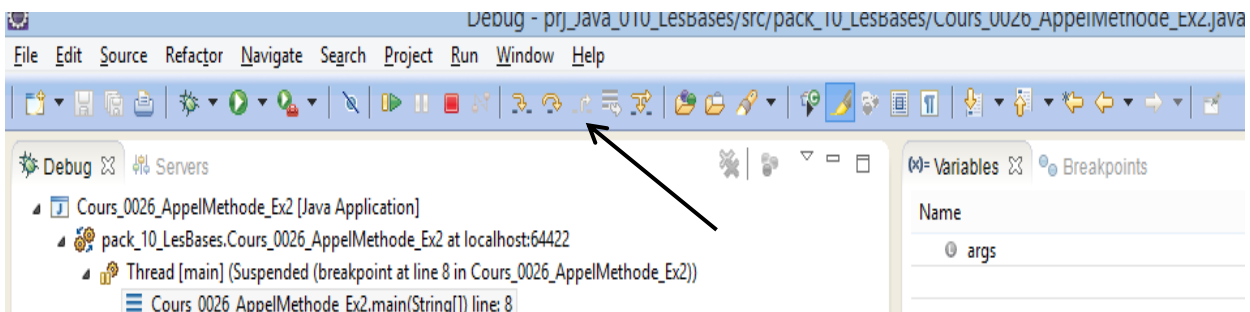 Debug - prj_Java_010_LesBases/src/pack_10_LesBases/Cours_0026_AppelMethode_Ex2.java
File Edit Source Refactor Navigate Search Project Run Window Help
Debug Servers
(x)= Variables Breakpoints
Cours_0026_AppelMethode_Ex2 [Java Application]
Name
pack_10_LesBases.Cours_0026_AppelMethode_Ex2 at localhost:64422
args
Thread [main] (Suspended (breakpoint at line 8 in Cours_0026_AppelMethode_Ex2))
Cours_0026_AppelMethode_Ex2.main(String[]) line: 8